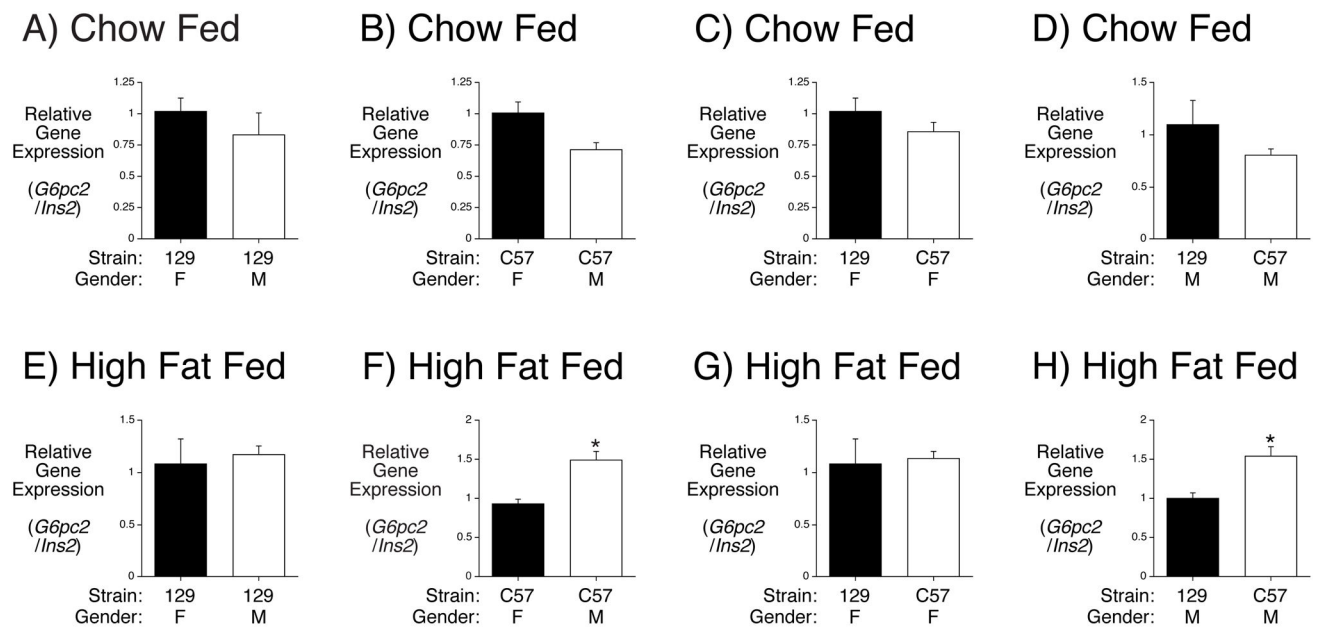 A) Chow Fed
Relative
Gene
Expression
(G6pc2
/Ins2)
1.25
1
0.75
0.5
0.25
0
Strain: 129 129
Gender: F M
B) Chow Fed
Relative
Gene
Expression
(G6pc2
/Ins2)
1.25
1
0.75
0.5
0.25
0
Strain: C57 C57
Gender: F M
C) Chow Fed
Relative
Gene
Expression
(G6pc2
/Ins2)
1.25
1
0.75
0.5
0.25
0
Strain: 129 C57
Gender: F F
D) Chow Fed
Relative
Gene
Expression
(G6pc2
/Ins2)
1.5
1
0.5
0
Strain: 129 C57
Gender: M M
E) High Fat Fed
Relative
Gene
Expression
(G6pc2
/Ins2)
1.5
1
0.5
0
Strain: 129 129
Gender: F M
F) High Fat Fed
Relative
Gene
Expression
(G6pc2
/Ins2)
2
1.5
1
0.5
0
*
Strain: C57 C57
Gender: F M
G) High Fat Fed
Relative
Gene
Expression
(G6pc2
/Ins2)
1.5
1
0.5
0
Strain: 129 C57
Gender: F F
H) High Fat Fed
Relative
Gene
Expression
(G6pc2
/Ins2)
2
1.5
1
0.5
0
*
Strain: 129 C57
Gender: M M